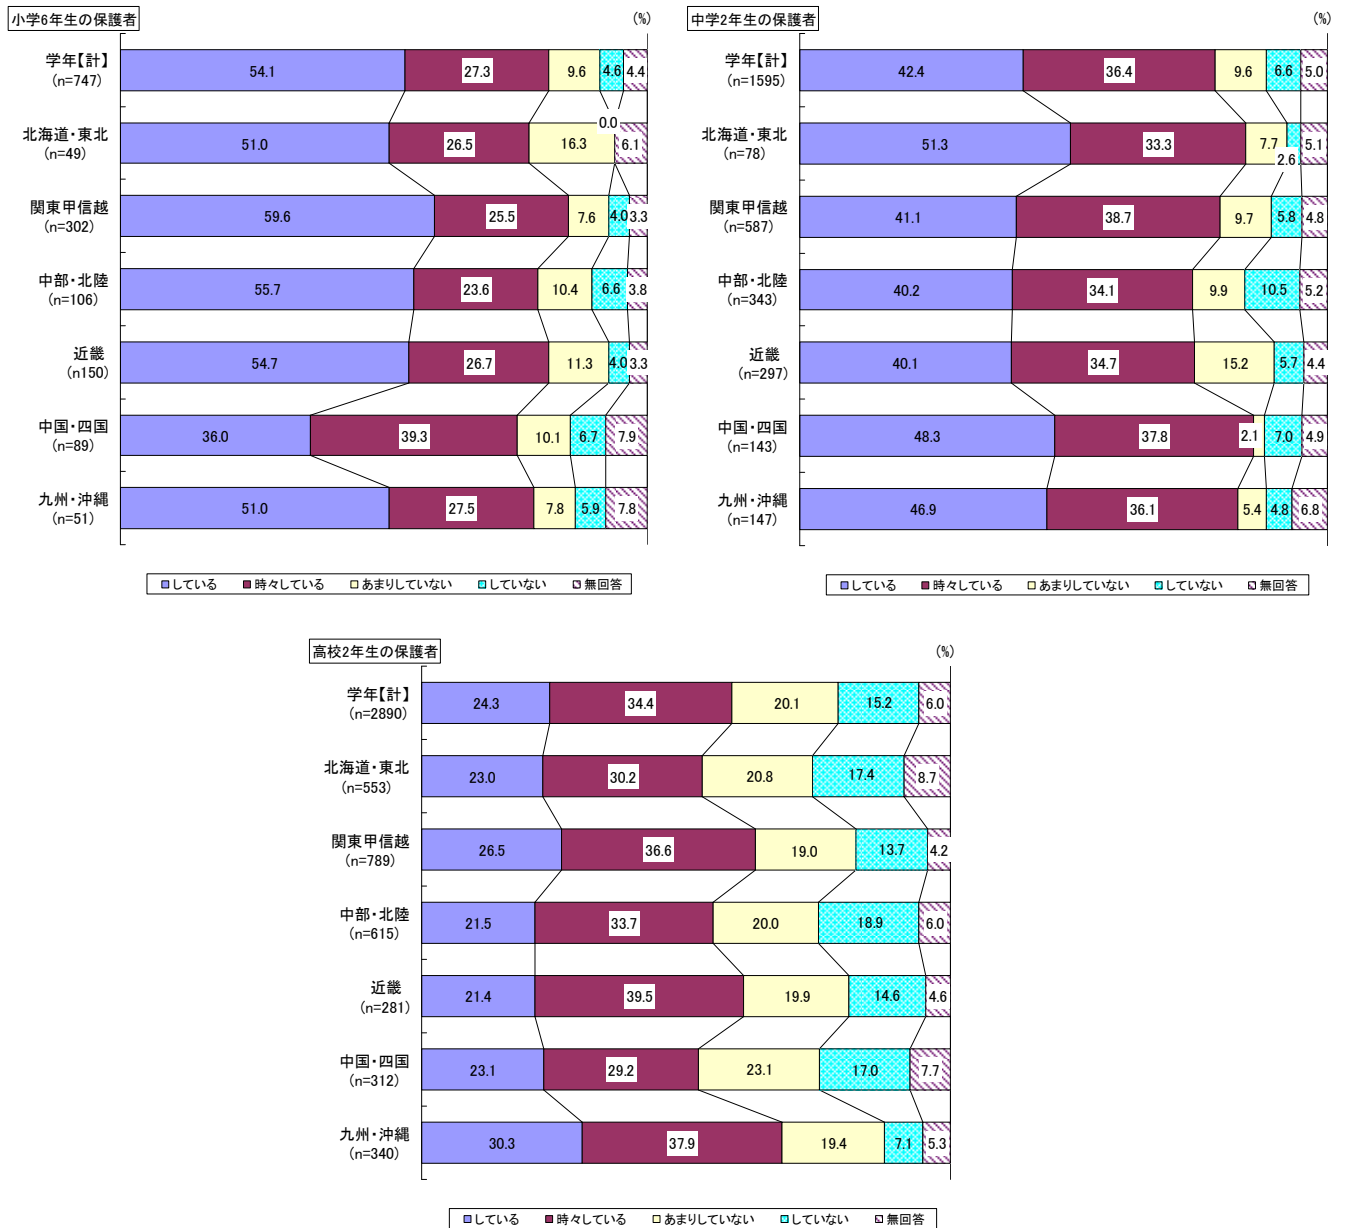 小学6年生の保護者
(%)
学年【計】
(n=747)
54.1 27.3 9.6 4.6 4.4
北海道・東北
(n=49)
51.0 26.5 16.3 0.0 6.1
関東甲信越
(n=302)
59.6 25.5 7.6 4.0 3.3
中部・北陸
(n=106)
55.7 23.6 10.4 6.6 3.8
近畿
(n150)
54.7 26.7 11.3 4.0 3.3
中国・四国
(n=89)
36.0 39.3 10.1 6.7 7.9
九州・沖縄
(n=51)
51.0 27.5 7.8 5.9 7.8
している 時々している あまりしていない していない 無回答
中学2年生の保護者
(%)
学年【計】
(n=1595)
42.4 36.4 9.6 6.6 5.0
北海道・東北
(n=78)
51.3 33.3 7.7 2.6 5.1
関東甲信越
(n=587)
41.1 38.7 9.7 5.8 4.8
中部・北陸
(n=343)
40.2 34.1 9.9 10.5 5.2
近畿
(n=297)
40.1 34.7 15.2 5.7 4.4
中国・四国
(n=143)
48.3 37.8 2.1 7.0 4.9
九州・沖縄
(n=147)
46.9 36.1 5.4 4.8 6.8
している 時々している あまりしていない していない 無回答
高校2年生の保護者
(%)
学年【計】
(n=2890)
24.3 34.4 20.1 15.2 6.0
北海道・東北
(n=553)
23.0 30.2 20.8 17.4 8.7
関東甲信越
(n=789)
26.5 36.6 19.0 13.7 4.2
中部・北陸
(n=615)
21.5 33.7 20.0 18.9 6.0
近畿
(n=281)
21.4 39.5 19.9 14.6 4.6
中国・四国
(n=312)
23.1 29.2 23.1 17.0 7.7
九州・沖縄
(n=340)
30.3 37.9 19.4 7.1 5.3
している 時々している あまりしていない していない 無回答